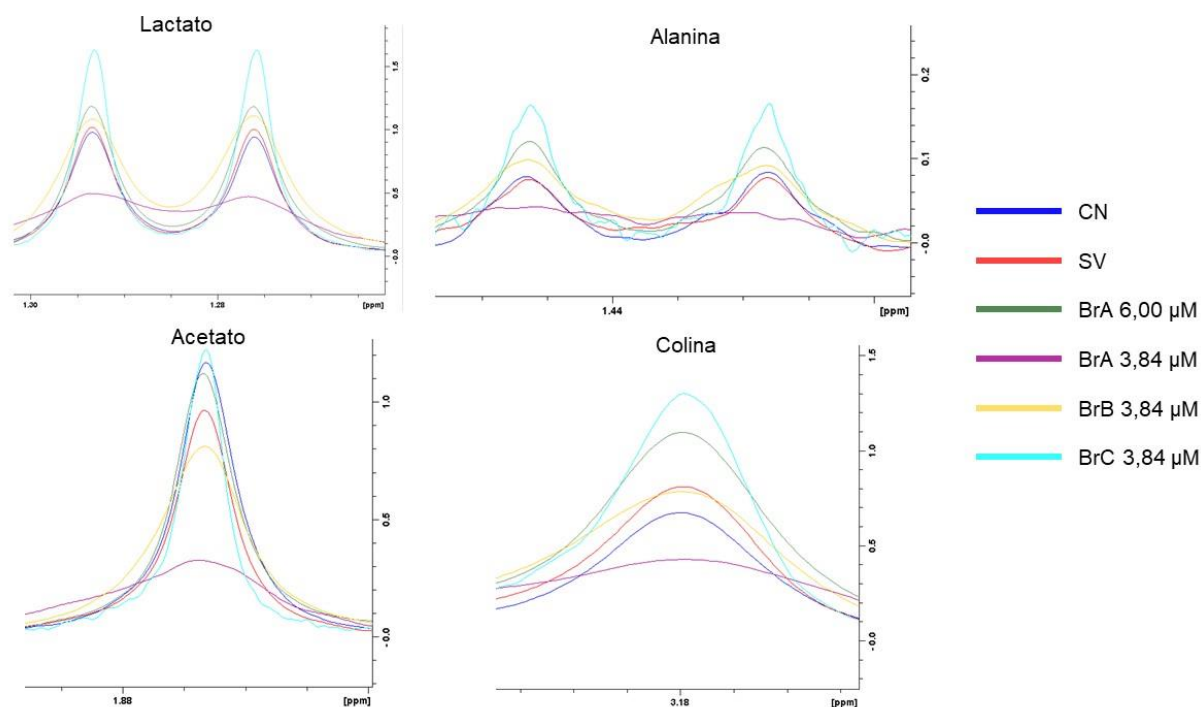 Lactato
1.5
1.0
0.5
- 0.0
1.30
1.28
[ppm]
Alanina
0.2
0.1
- 0.0
1.44
[ppm]
CN
SV
BrA 6,00 µM
BrA 3,84 µM
BrB 3,84 µM
BrC 3,84 µM
Acetato
1.0
0.5
- 0.0
1.88
[ppm]
Colina
1.5
1.0
0.5
- 0.0
3.18
[ppm]